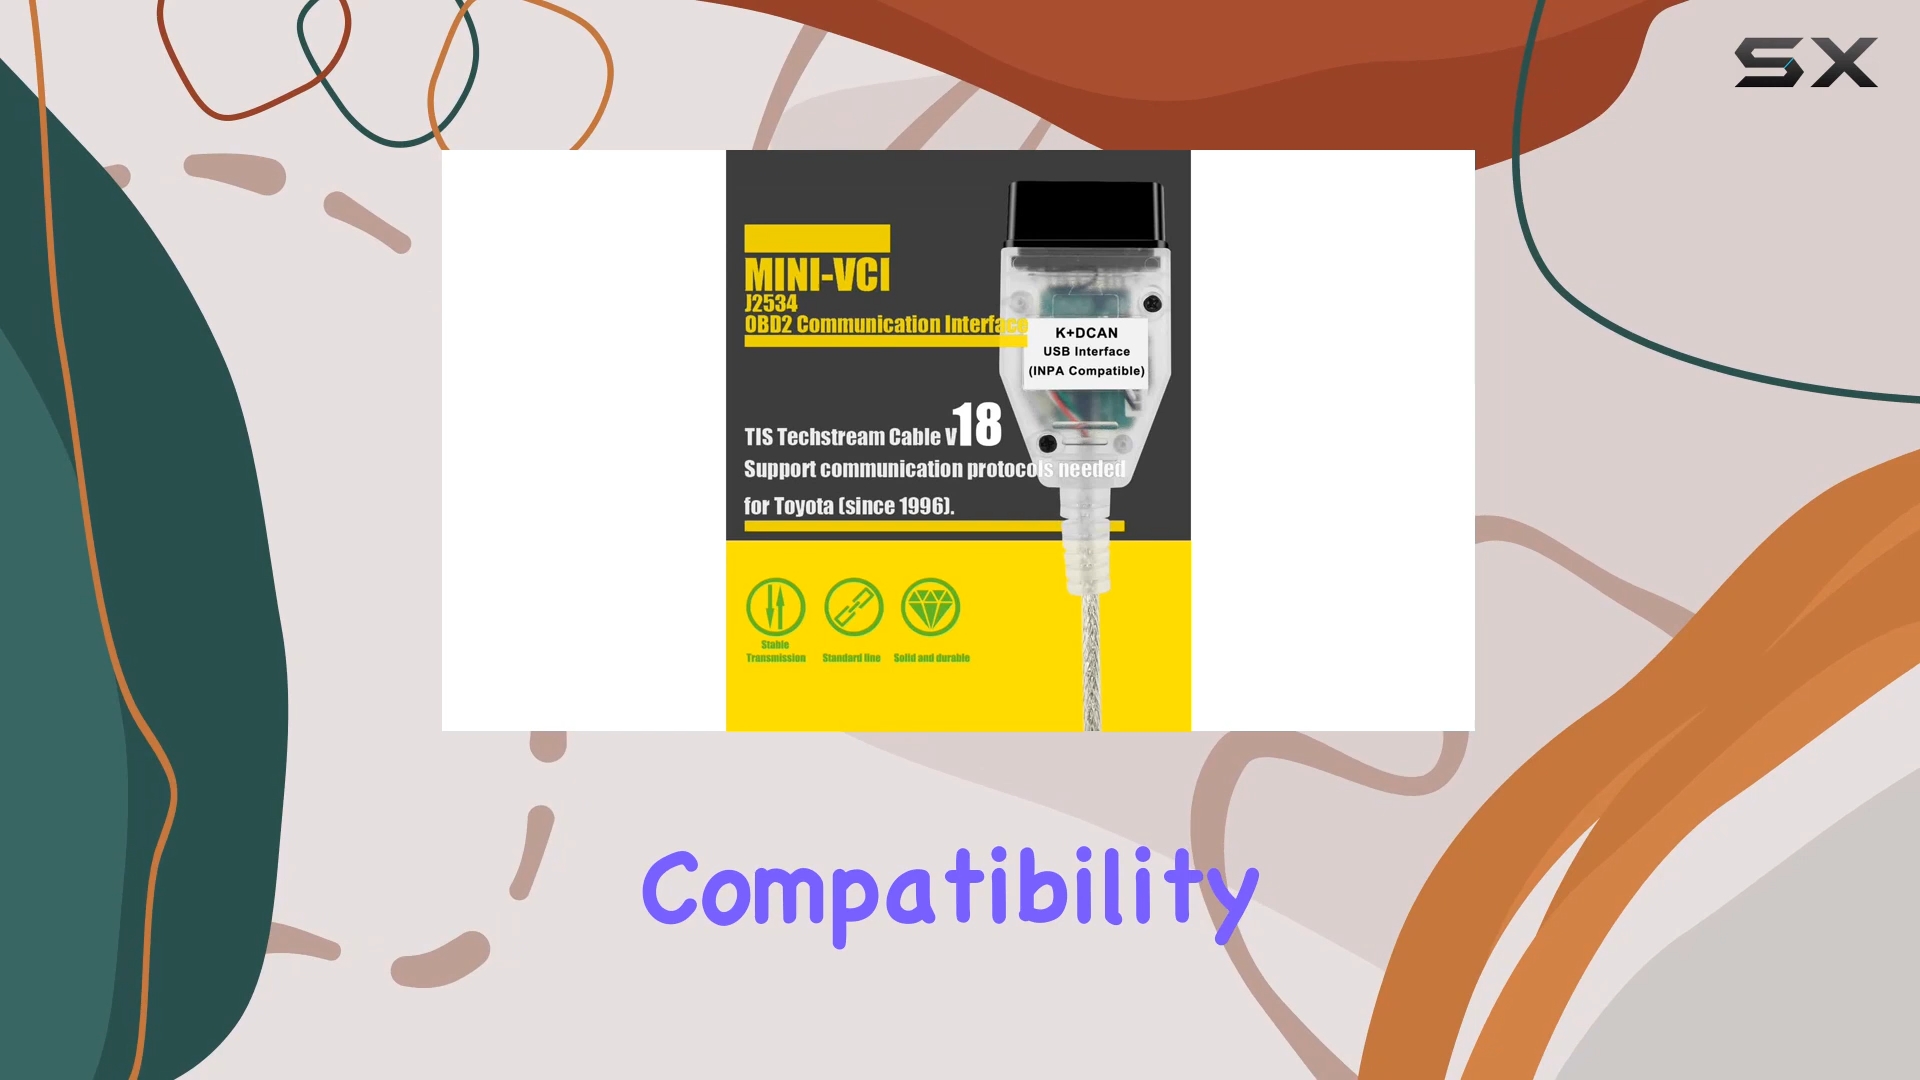 SX
MINI-VCI
J2534
OBD2 Communication Interface
K+DCAN
USB Interface
(INPA Compatible)
TIS Techstream Cable V18
Support communication protocols needed
for Toyota (since 1996).
Stable
Transmission
Standard line
Solid and durable
Compatibility